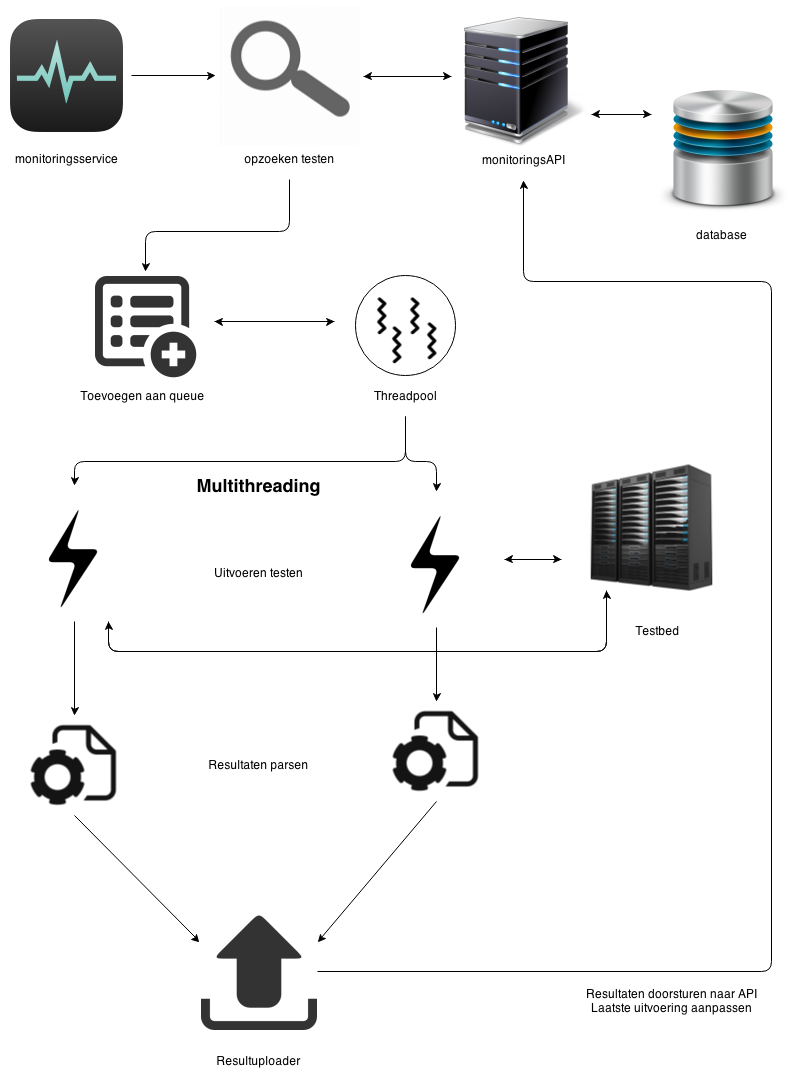 monitoringsservice
opzoeken testen
monitoringsAPI
database
Toevoegen aan queue
Threadpool
Multithreading
Uitvoeren testen
Testbed
Resultaten parsen
Resultaten doorsturen naar API
Laatste uitvoering aanpassen
Resultuploader